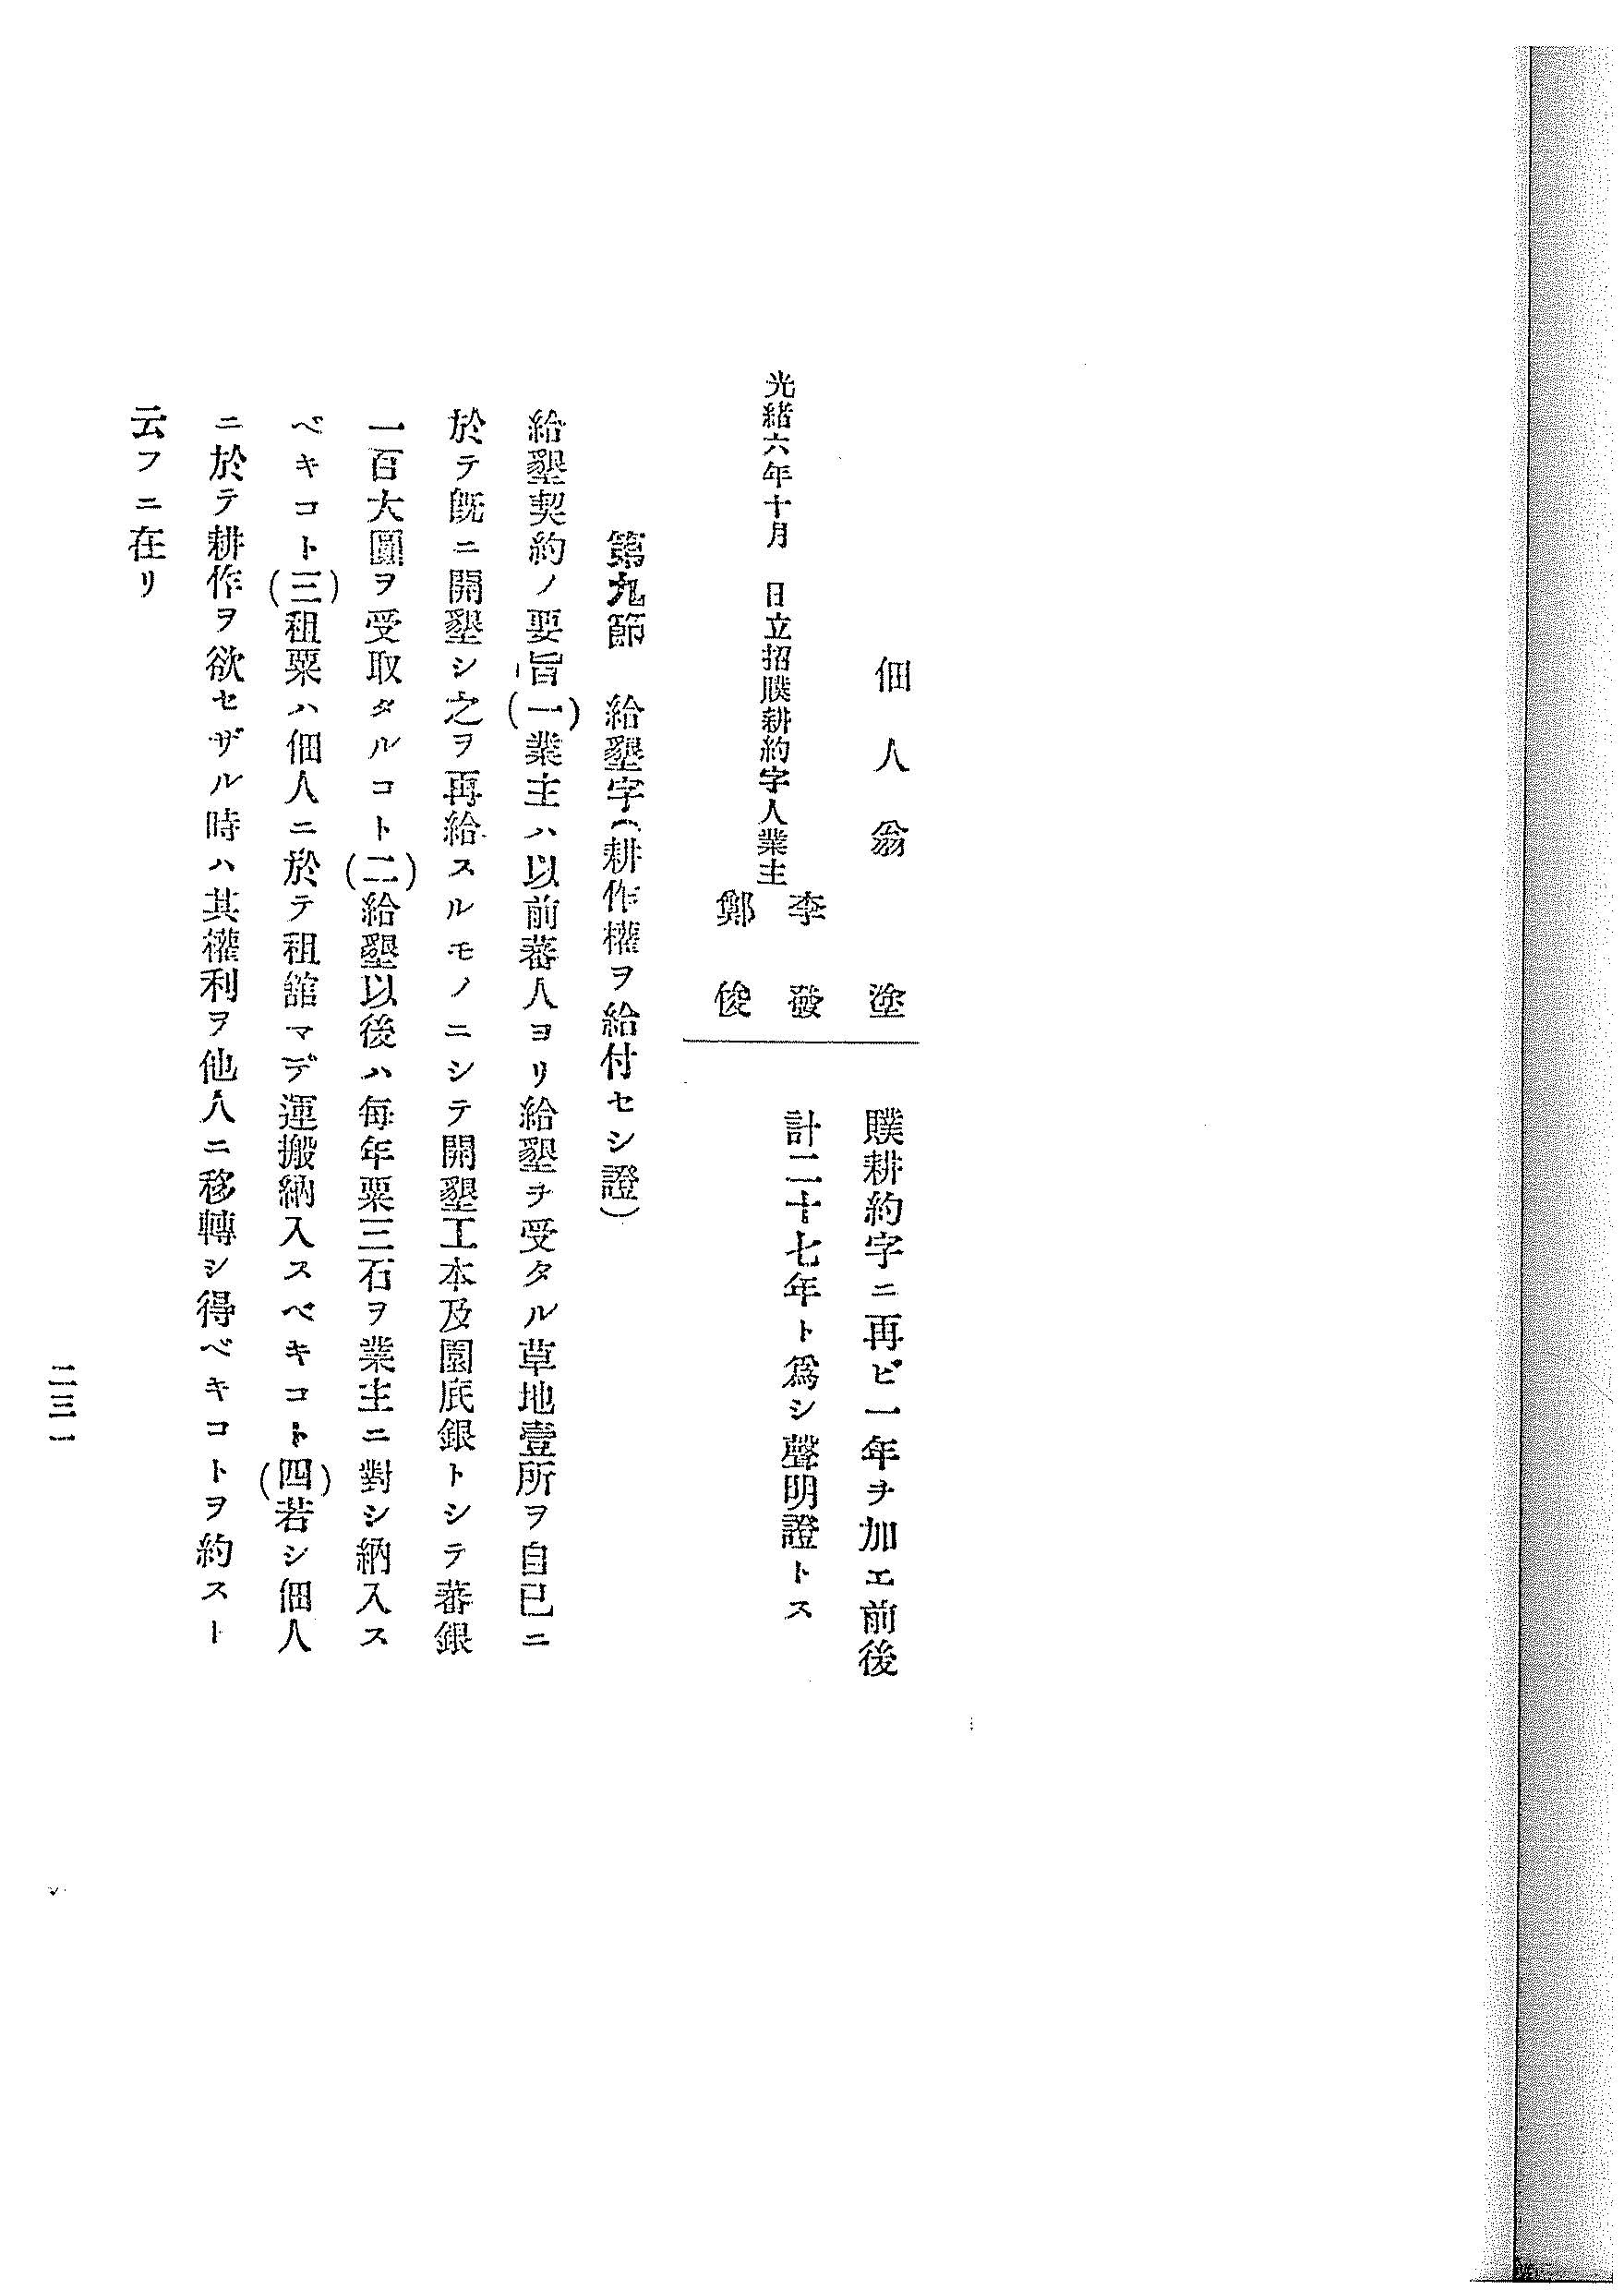 佃人翁塗
光緒六年十月　日立招贌耕約字人業主
李發
鄭俊
贌耕約字ニ再ビ一年ヲ加エ前後
計二十七年ト爲シ聲明證トス
第九節　給墾字(耕作權ヲ給付セシ證)
給墾契約ノ要旨(一)業主ハ以前蕃人ヨリ給墾ヲ受タル草地壹所ヲ自已ニ
於テ旣ニ開墾シ之ヲ再給スルモノニシテ開墾工本及園底銀トシテ蕃銀
一百大圓ヲ受取タルコト(二)給墾以後ハ每年粟三石ヲ業主ニ對シ納入ス
ベキコト(三)租粟ハ佃人ニ於テ租舘マデ運搬納入スベキコト(四)若シ佃人
ニ於テ耕作ヲ欲セザル時ハ其權利ヲ他人ニ移轉シ得ベキコトヲ約スト
云フニ在リ
二三一